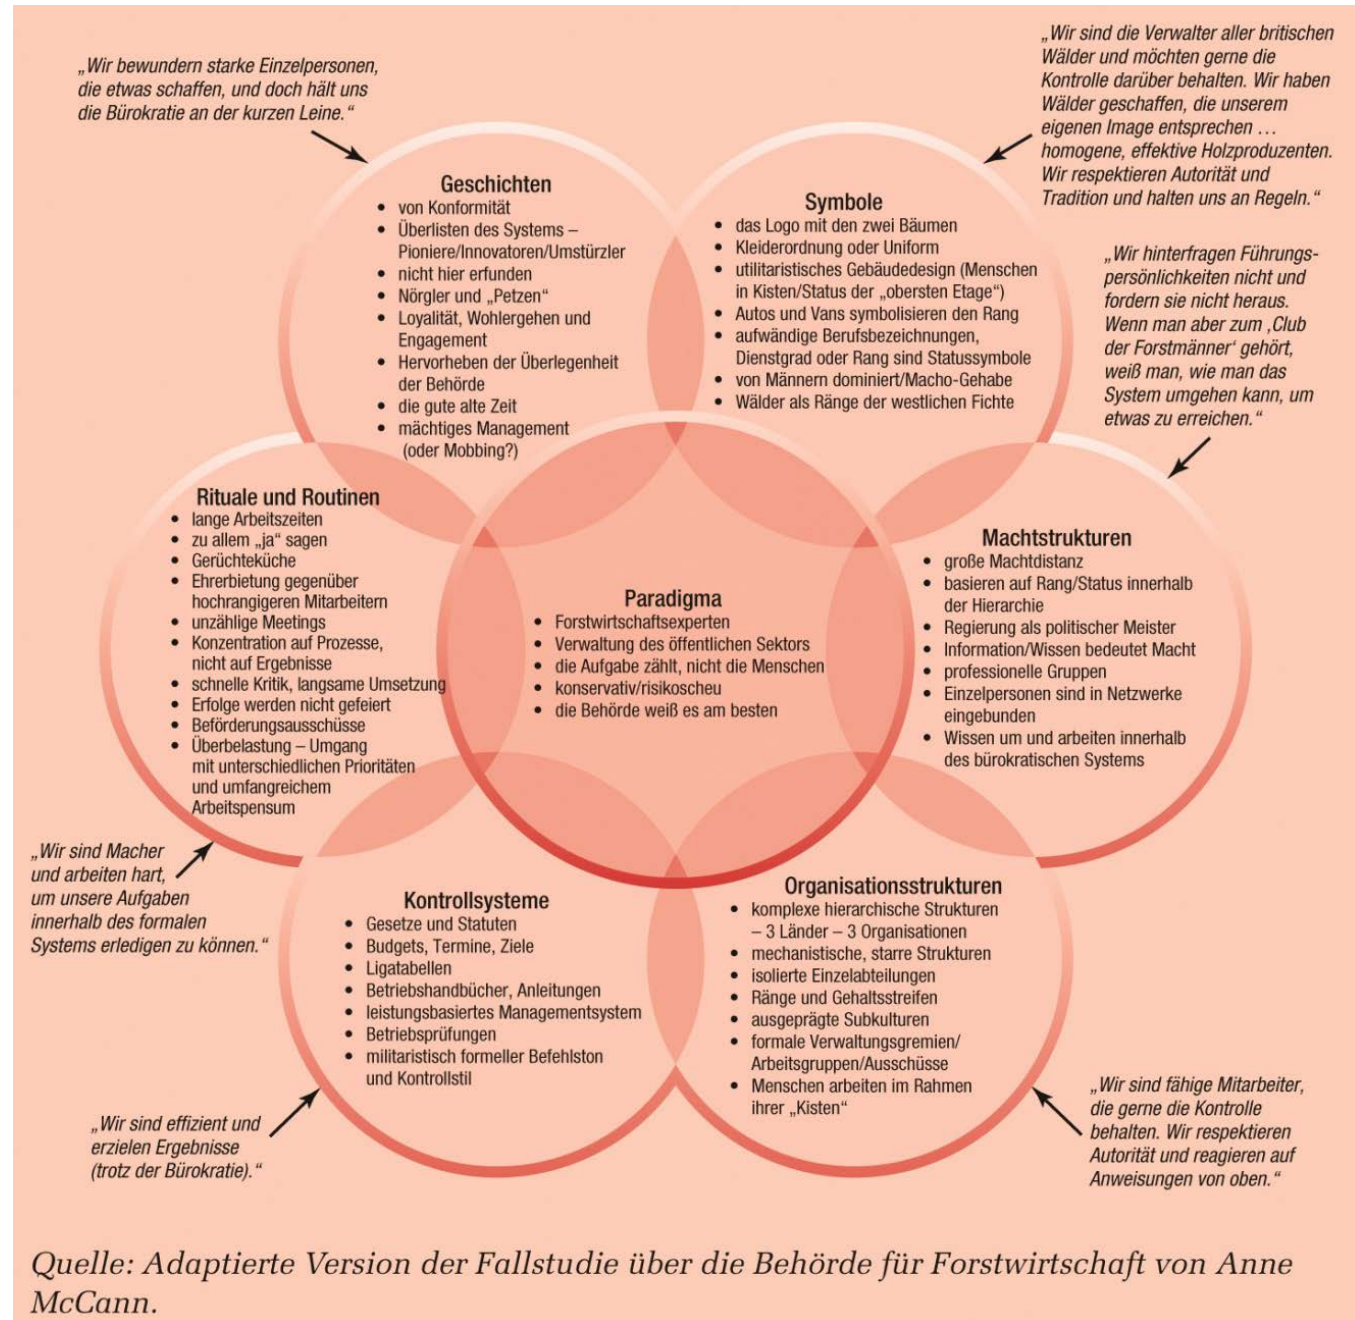 „Wir bewundern starke Einzelpersonen,
die etwas schaffen, und doch hält uns
die Bürokratie an der kurzen Leine.“
„Wir sind die Verwalter aller britischen
Wälder und möchten gerne die
Kontrolle darüber behalten. Wir haben
Wälder geschaffen, die unserem
eigenen Image entsprechen …
homogene, effektive Holzproduzenten.
Wir respektieren Autorität und
Tradition und halten uns an Regeln.“
Geschichten
• von Konformität
• Überlisten des Systems –
Pioniere/Innovatoren/Umstürzler
• nicht hier erfunden
• Nörgler und „Petzen“
• Loyalität, Wohlergehen und
Engagement
• Hervorheben der Überlegenheit
der Behörde
• die gute alte Zeit
• mächtiges Management
(oder Mobbing?)
Symbole
• das Logo mit den zwei Bäumen
• Kleiderordnung oder Uniform
• utilitaristisches Gebäudedesign (Menschen
in Kisten/Status der „obersten Etage“)
• Autos und Vans symbolisieren den Rang
• aufwändige Berufsbezeichnungen,
Dienstgrad oder Rang sind Statussymbole
• von Männern dominiert/Macho-Gehabe
• Wälder als Ränge der westlichen Fichte
„Wir hinterfragen Führungs-
persönlichkeiten nicht und
fordern sie nicht heraus.
Wenn man aber zum ‚Club
der Forstmänner‘ gehört,
weiß man, wie man das
System umgehen kann, um
etwas zu erreichen.“
Rituale und Routinen
• lange Arbeitszeiten
• zu allem „ja“ sagen
• Gerüchteküche
• Ehrerbietung gegenüber
hochrangigeren Mitarbeitern
• unzählige Meetings
• Konzentration auf Prozesse,
nicht auf Ergebnisse
• schnelle Kritik, langsame Umsetzung
• Erfolge werden nicht gefeiert
• Beförderungsausschüsse
• Überbelastung – Umgang
mit unterschiedlichen Prioritäten
und umfangreichem
Arbeitspensum
Paradigma
• Forstwirtschaftsexperten
• Verwaltung des öffentlichen Sektors
• die Aufgabe zählt, nicht die Menschen
• konservativ/risikoscheu
• die Behörde weiß es am besten
Machtstrukturen
• große Machtdistanz
• basieren auf Rang/Status innerhalb
der Hierarchie
• Regierung als politischer Meister
• Information/Wissen bedeutet Macht
• professionelle Gruppen
• Einzelpersonen sind in Netzwerke
eingebunden
• Wissen um und arbeiten innerhalb
des bürokratischen Systems
„Wir sind Macher
und arbeiten hart,
um unsere Aufgaben
innerhalb des formalen
Systems erledigen zu können.“
Kontrollsysteme
• Gesetze und Statuten
• Budgets, Termine, Ziele
• Ligatabellen
• Betriebshandbücher, Anleitungen
• leistungsbasiertes Managementsystem
• Betriebsprüfungen
• militaristisch formeller Befehlston
und Kontrollstil
Organisationsstrukturen
• komplexe hierarchische Strukturen
– 3 Länder – 3 Organisationen
• mechanistische, starre Strukturen
• isolierte Einzelabteilungen
• Ränge und Gehaltsstreifen
• ausgeprägte Subkulturen
• formale Verwaltungsgremien/
Arbeitsgruppen/Ausschüsse
• Menschen arbeiten im Rahmen
ihrer „Kisten“
„Wir sind effizient und
erzielen Ergebnisse
(trotz der Bürokratie).“
„Wir sind fähige Mitarbeiter,
die gerne die Kontrolle
behalten. Wir respektieren
Autorität und reagieren auf
Anweisungen von oben.“
Quelle: Adaptierte Version der Fallstudie über die Behörde für Forstwirtschaft von Anne
McCann.